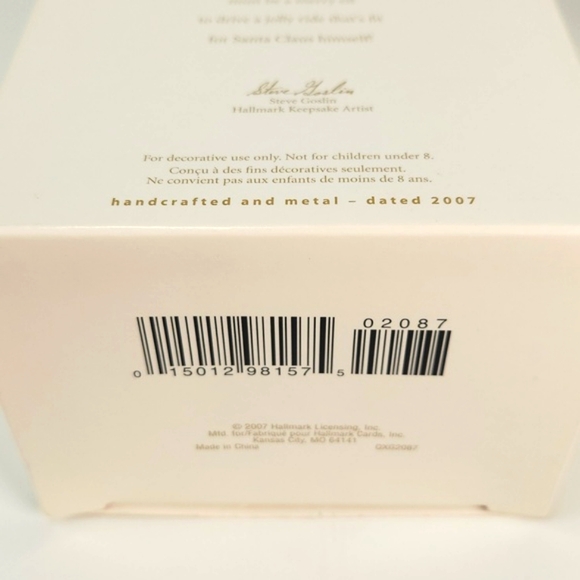 to drive a jolly ride that's fit
for Santa Claus himself!
Steve Goslin
Steve Goslin
Hallmark Keepsake Artist
For decorative use only. Not for children under 8.
Conçu à des fins décoratives seulement.
Ne convient pas aux enfants de moins de 8 ans.
handcrafted and metal – dated 2007
02087
0 15012 98157 5
© 2007 Hallmark Licensing, Inc.
Mfd. for/Fabriqué pour Hallmark Cards, Inc.
Kansas City, MO 64141
Made in China QXG2087